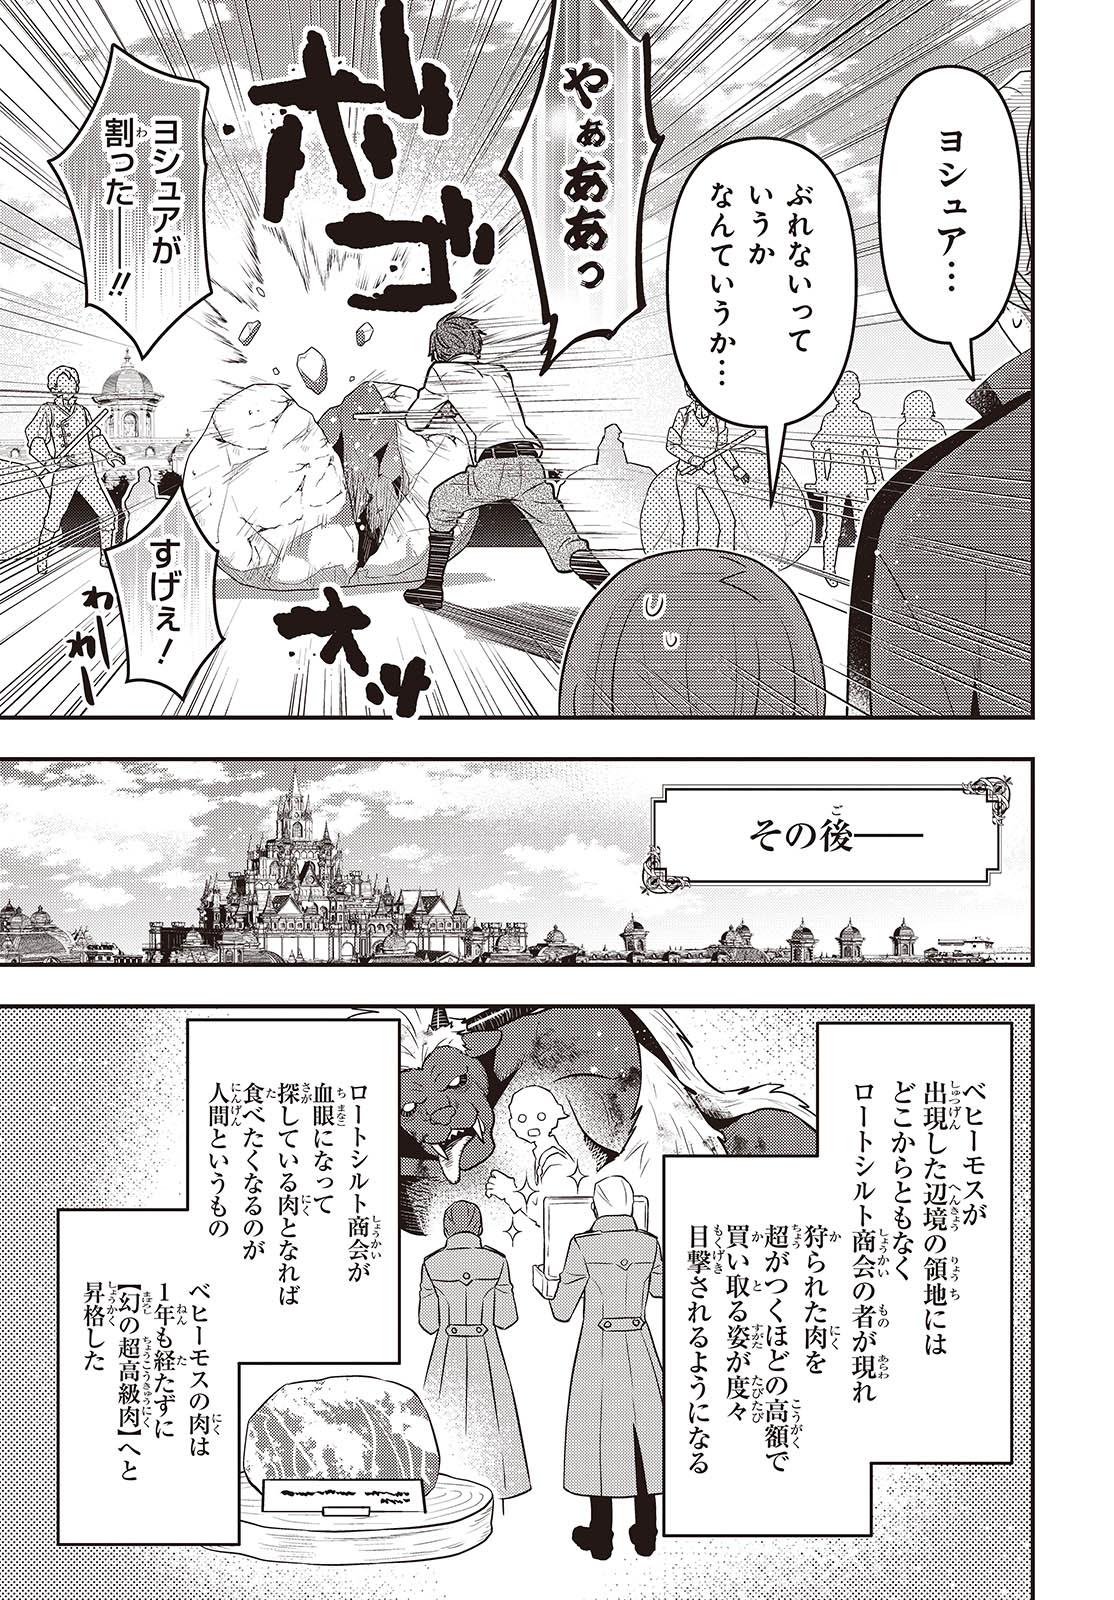 ヨシュア…
ぶれないって
いうか
なんていうか…
やぁああっ
バゴォッ
ヨシュアが
割った――!!
すげぇ！
わー
わー
その後――
ベヒーモスが
出現した辺境の領地には
どこからともなく
ロートシルト商会の者が現れ
狩られた肉を
超がつくほどの高額で
買い取る姿が度々
目撃されるようになる
ロートシルト商会が
血眼になって
探している肉となれば
食べたくなるのが
人間というもの
ベヒーモスの肉は
1年も経たずに
【幻の超高級肉】へと
昇格した